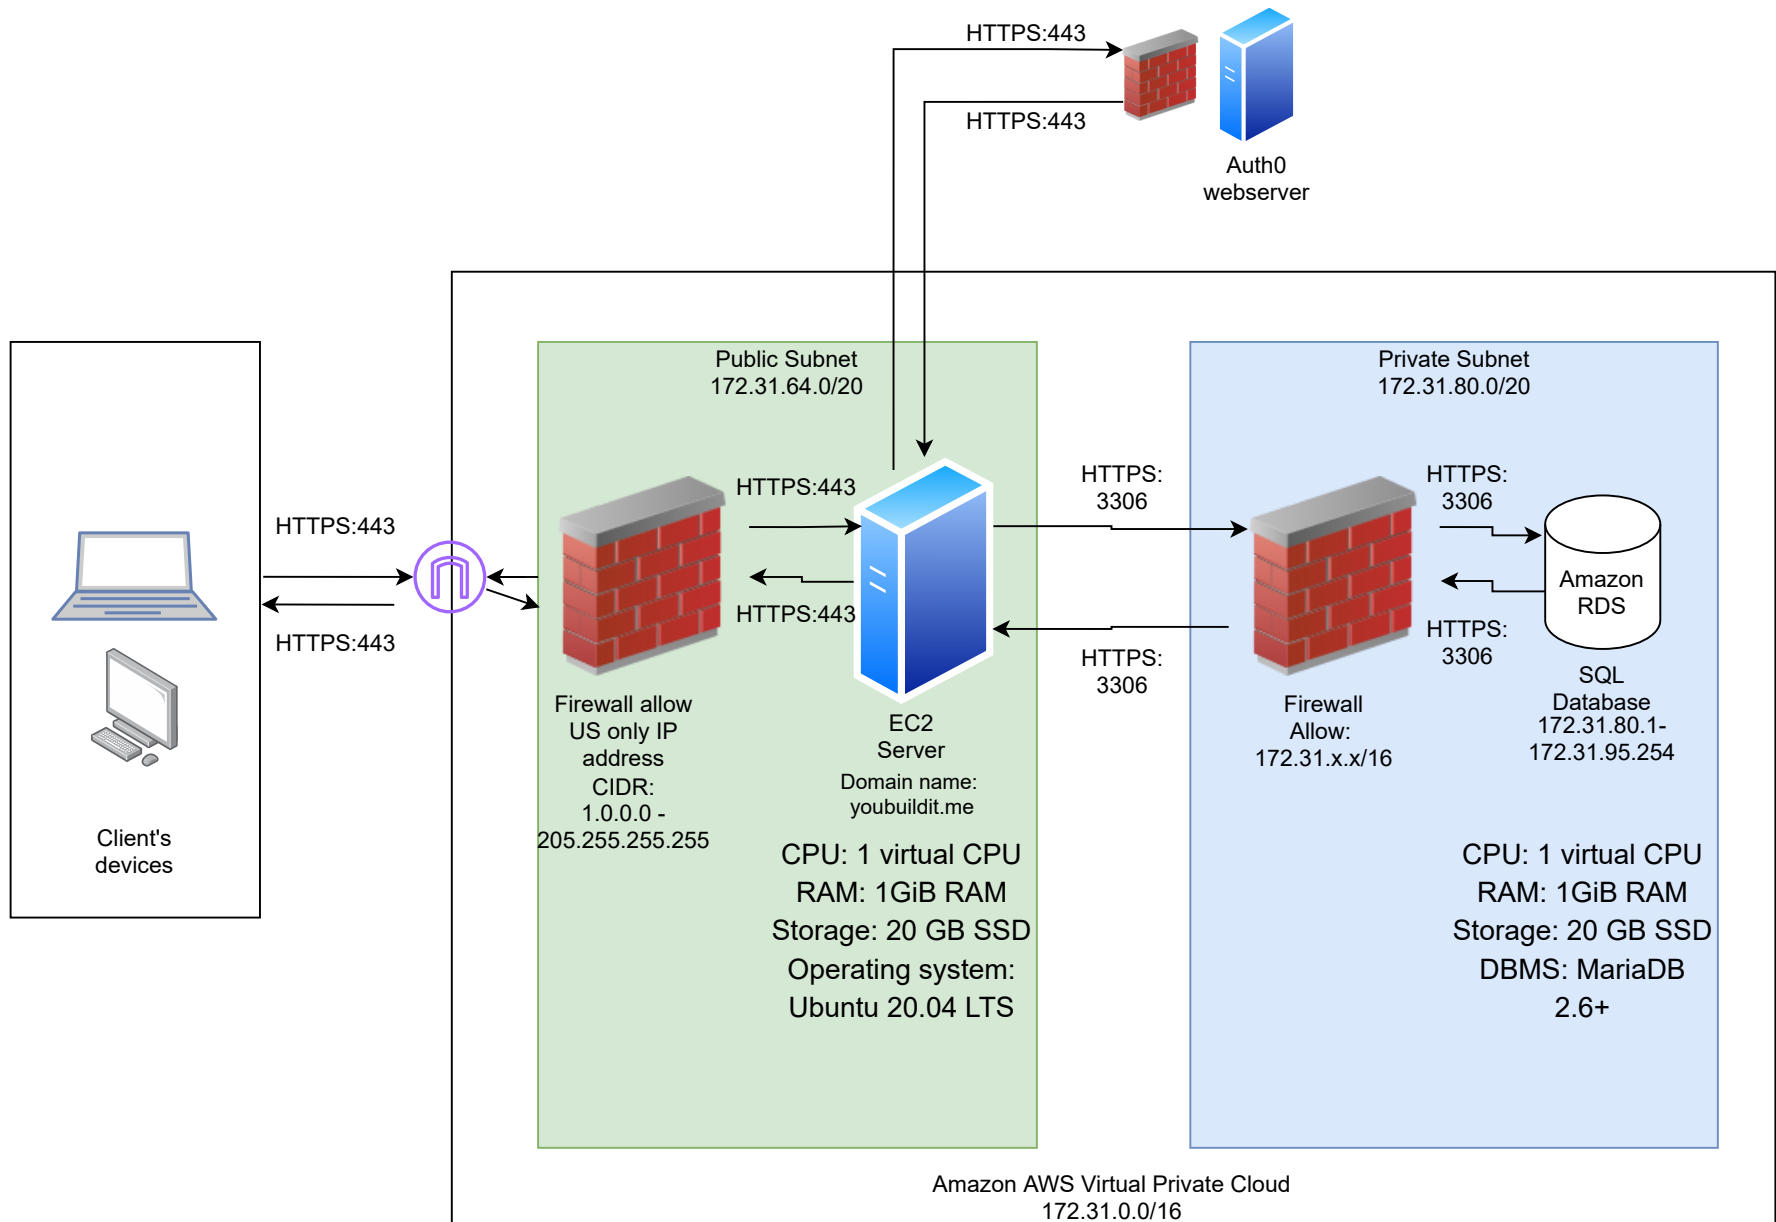 HTTPS:443
HTTPS:443
Auth0
webserver
Public Subnet
172.31.64.0/20
Private Subnet
172.31.80.0/20
HTTPS:443
HTTPS:443
HTTPS:443
HTTPS:443
HTTPS:
3306
HTTPS:
3306
HTTPS:
3306
HTTPS:
3306
Amazon
RDS
SQL
Database
172.31.80.1-
172.31.95.254
Firewall allow
US only IP
address
CIDR:
1.0.0.0 -
205.255.255.255
EC2
Server
Domain name:
youbuildit.me
Firewall
Allow:
172.31.x.x/16
Client's
devices
CPU: 1 virtual CPU
RAM: 1GiB RAM
Storage: 20 GB SSD
Operating system:
Ubuntu 20.04 LTS
CPU: 1 virtual CPU
RAM: 1GiB RAM
Storage: 20 GB SSD
DBMS: MariaDB
2.6+
Amazon AWS Virtual Private Cloud
172.31.0.0/16